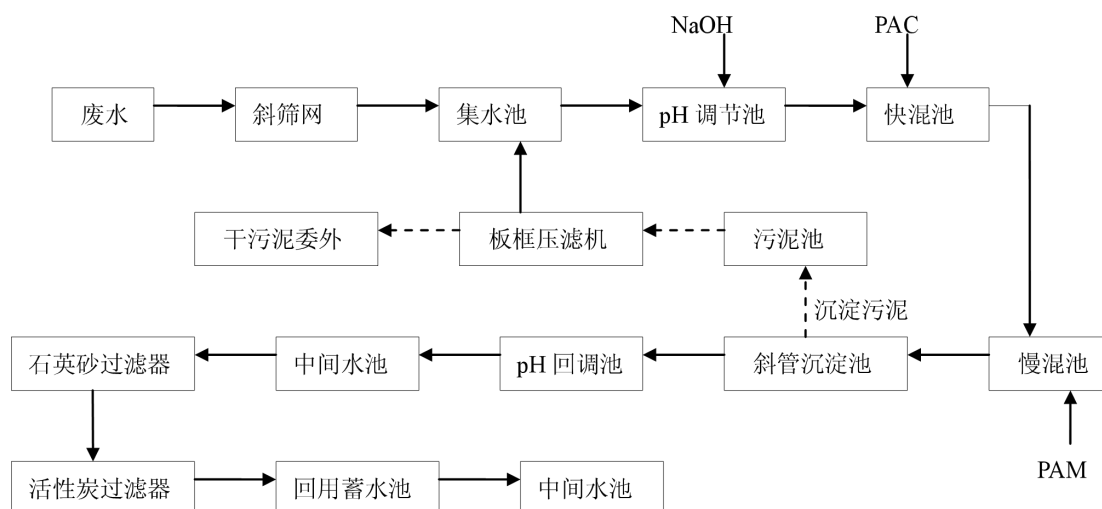 NaOH
PAC
废水
斜筛网
集水池
pH 调节池
快混池
干污泥委外
板框压滤机
污泥池
沉淀污泥
石英砂过滤器
中间水池
pH 回调池
斜管沉淀池
慢混池
PAM
活性炭过滤器
回用蓄水池
中间水池